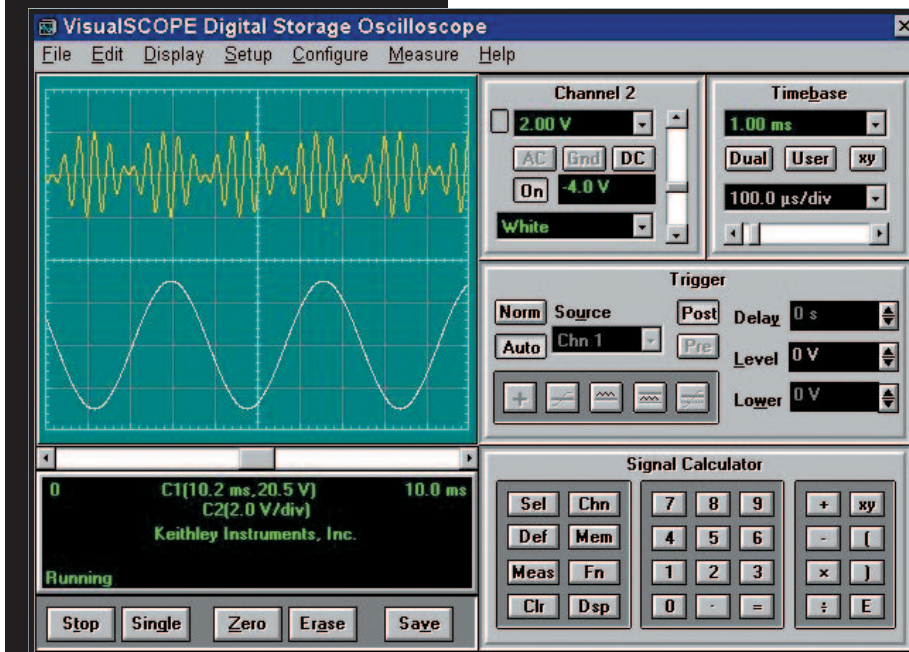 VisualSCOPE Digital Storage Oscilloscope
File Edit Display Setup Configure Measure Help
Channel 2
2.00 V
AC Gnd DC
On -4.0 V
White
Timebase
1.00 ms
Dual User xy
100.0 µs/div
Trigger
Norm Source Post Delay 0 s
Auto Chn 1 Pre Level 0 V
+ Lower 0 V
0 C1(10.2 ms,20.5 V) 10.0 ms
C2(2.0 V/div)
Keithley Instruments, Inc.
Running
Stop Single Zero Erase Save
Signal Calculator
Sel Chn 7 8 9 + xy
Def Mem 4 5 6 - (
Meas Fn 1 2 3 × )
Clr Dsp 0 · = ÷ E